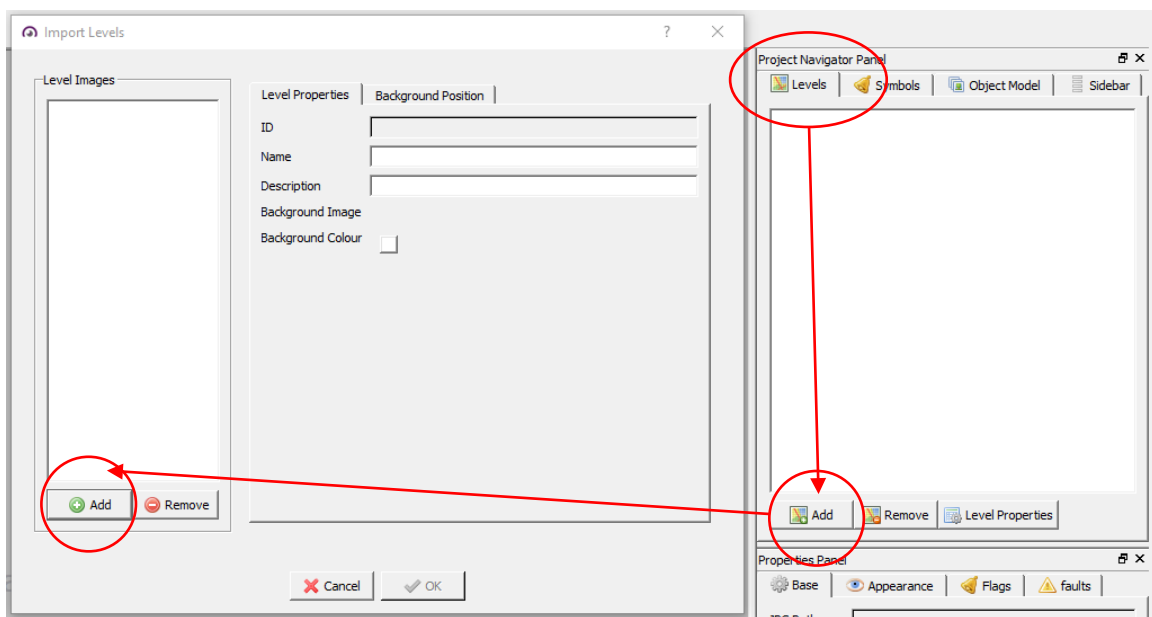 Import Levels
Level Images
Add
Remove
Level Properties
Background Position
ID
Name
Description
Background Image
Background Colour
Cancel
OK
Project Navigator Panel
Levels
Symbols
Object Model
Sidebar
Add
Remove
Level Properties
Properties Panel
Base
Appearance
Flags
faults